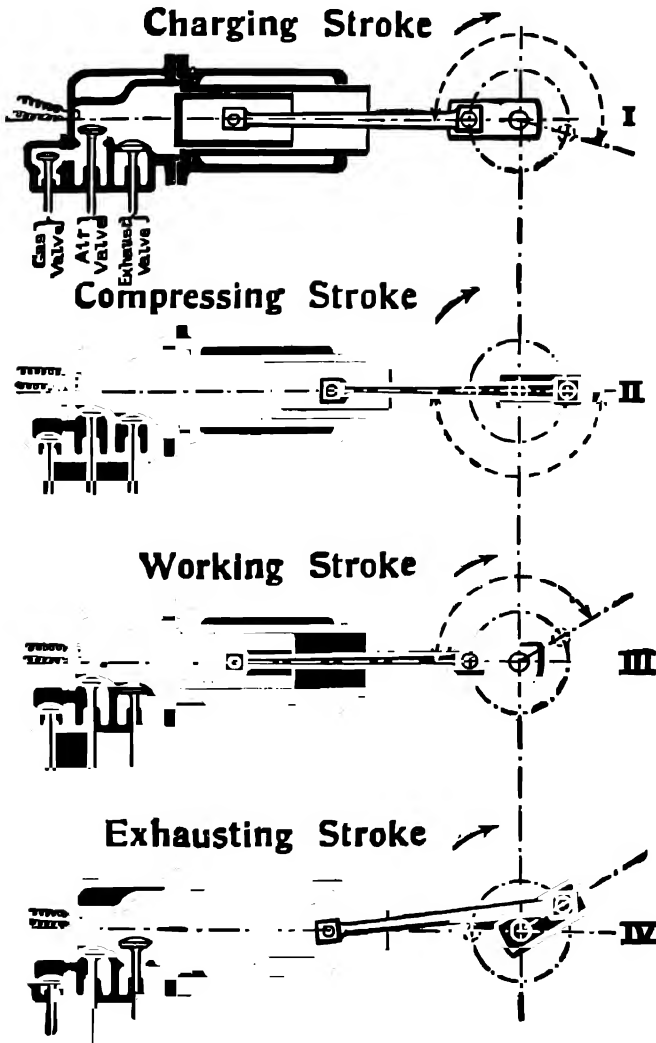 Charging Stroke
I
Gas Valve
Air Valve
Exhaust Valve
Compressing Stroke
II
Working Stroke
III
Exhausting Stroke
IV